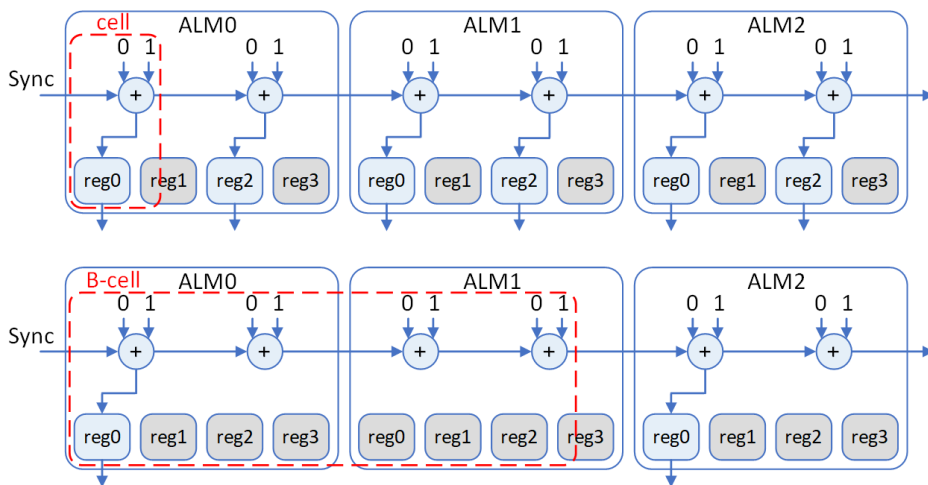 cell ALM0 ALM1 ALM2
0 1 0 1 0 1 0 1 0 1 0 1
Sync
+ + + + + +
reg0 reg1 reg2 reg3 reg0 reg1 reg2 reg3 reg0 reg1 reg2 reg3
B-cell ALM0 ALM1 ALM2
0 1 0 1 0 1 0 1 0 1 0 1
Sync
+ + + + + +
reg0 reg1 reg2 reg3 reg0 reg1 reg2 reg3 reg0 reg1 reg2 reg3